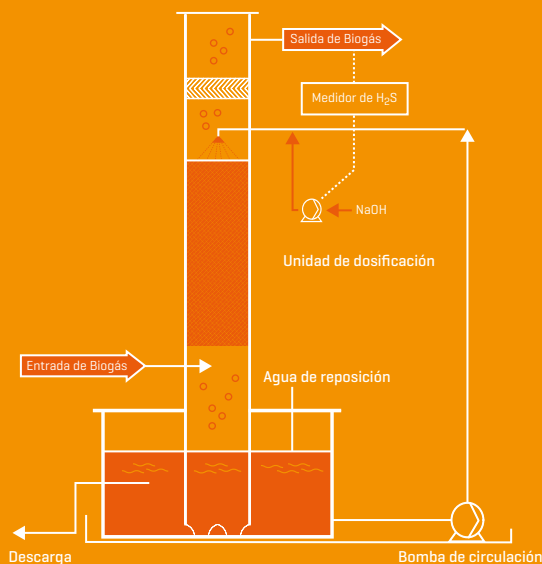 Salida de Biogás
Medidor de H₂S
NaOH
Unidad de dosificación
Entrada de Biogás
Agua de reposición
Descarga
Bomba de circulación